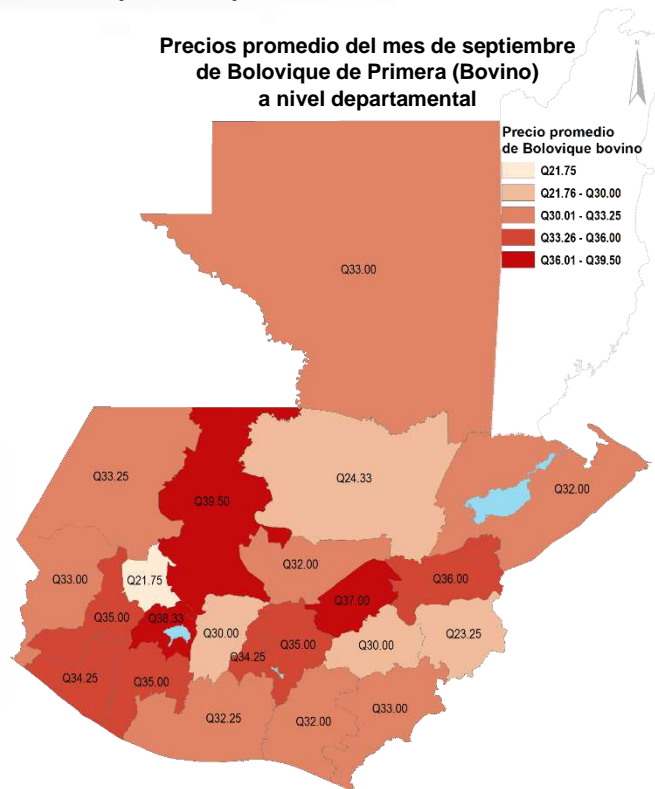 Precios promedio del mes de septiembre
de Bolovique de Primera (Bovino)
a nivel departamental
N
Precio promedio
de Bolovique bovino
Q21.75
Q21.76 - Q30.00
Q30.01 - Q33.25
Q33.26 - Q36.00
Q36.01 - Q39.50
Q33.00
Q33.25
Q39.50
Q24.33
Q32.00
Q33.00
Q21.75
Q32.00
Q36.00
Q35.00
Q38.33
Q37.00
Q30.00
Q34.25
Q35.00
Q30.00
Q23.25
Q34.25
Q35.00
Q32.25
Q32.00
Q33.00